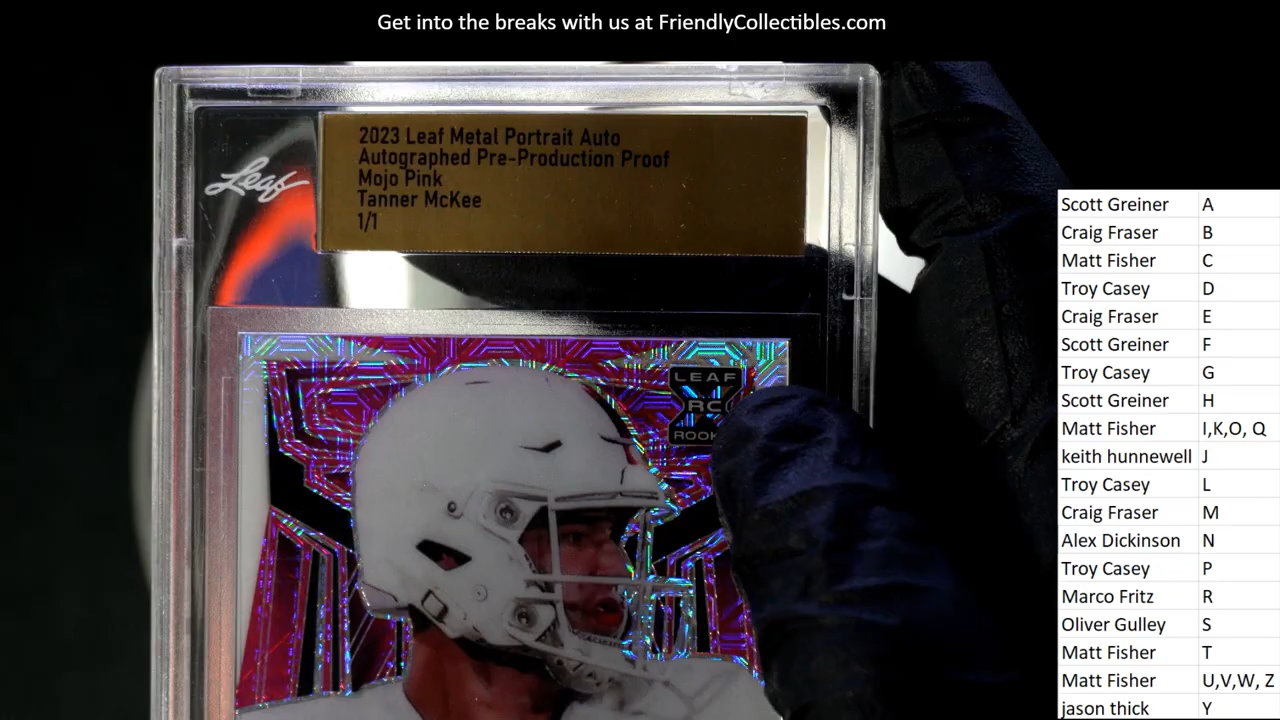 Get into the breaks with us at FriendlyCollectibles.com
Leaf
2023 Leaf Metal Portrait Auto
Autographed Pre-Production Proof
Mojo Pink
Tanner McKee
1/1
LEAF
RC
Scott Greiner A
Craig Fraser B
Matt Fisher C
Troy Casey D
Craig Fraser E
Scott Greiner F
Troy Casey G
Scott Greiner H
Matt Fisher I,K,O, Q
keith hunnewell J
Troy Casey L
Craig Fraser M
Alex Dickinson N
Troy Casey P
Marco Fritz R
Oliver Gulley S
Matt Fisher T
Matt Fisher U,V,W, Z
jason thick Y